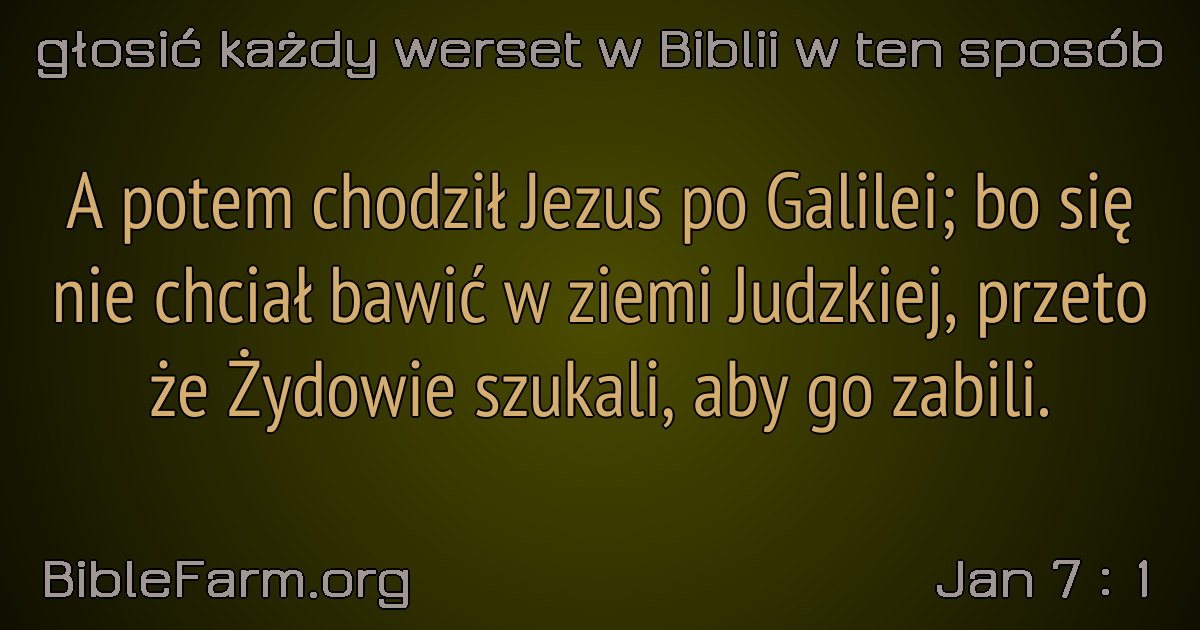 głosić każdy werset w Biblii w ten sposób
A potem chodził Jezus po Galilei; bo się
nie chciał bawić w ziemi Judzkiej, przeto
że Żydowie szukali, aby go zabili.
BibleFarm.org
Jan 7 : 1